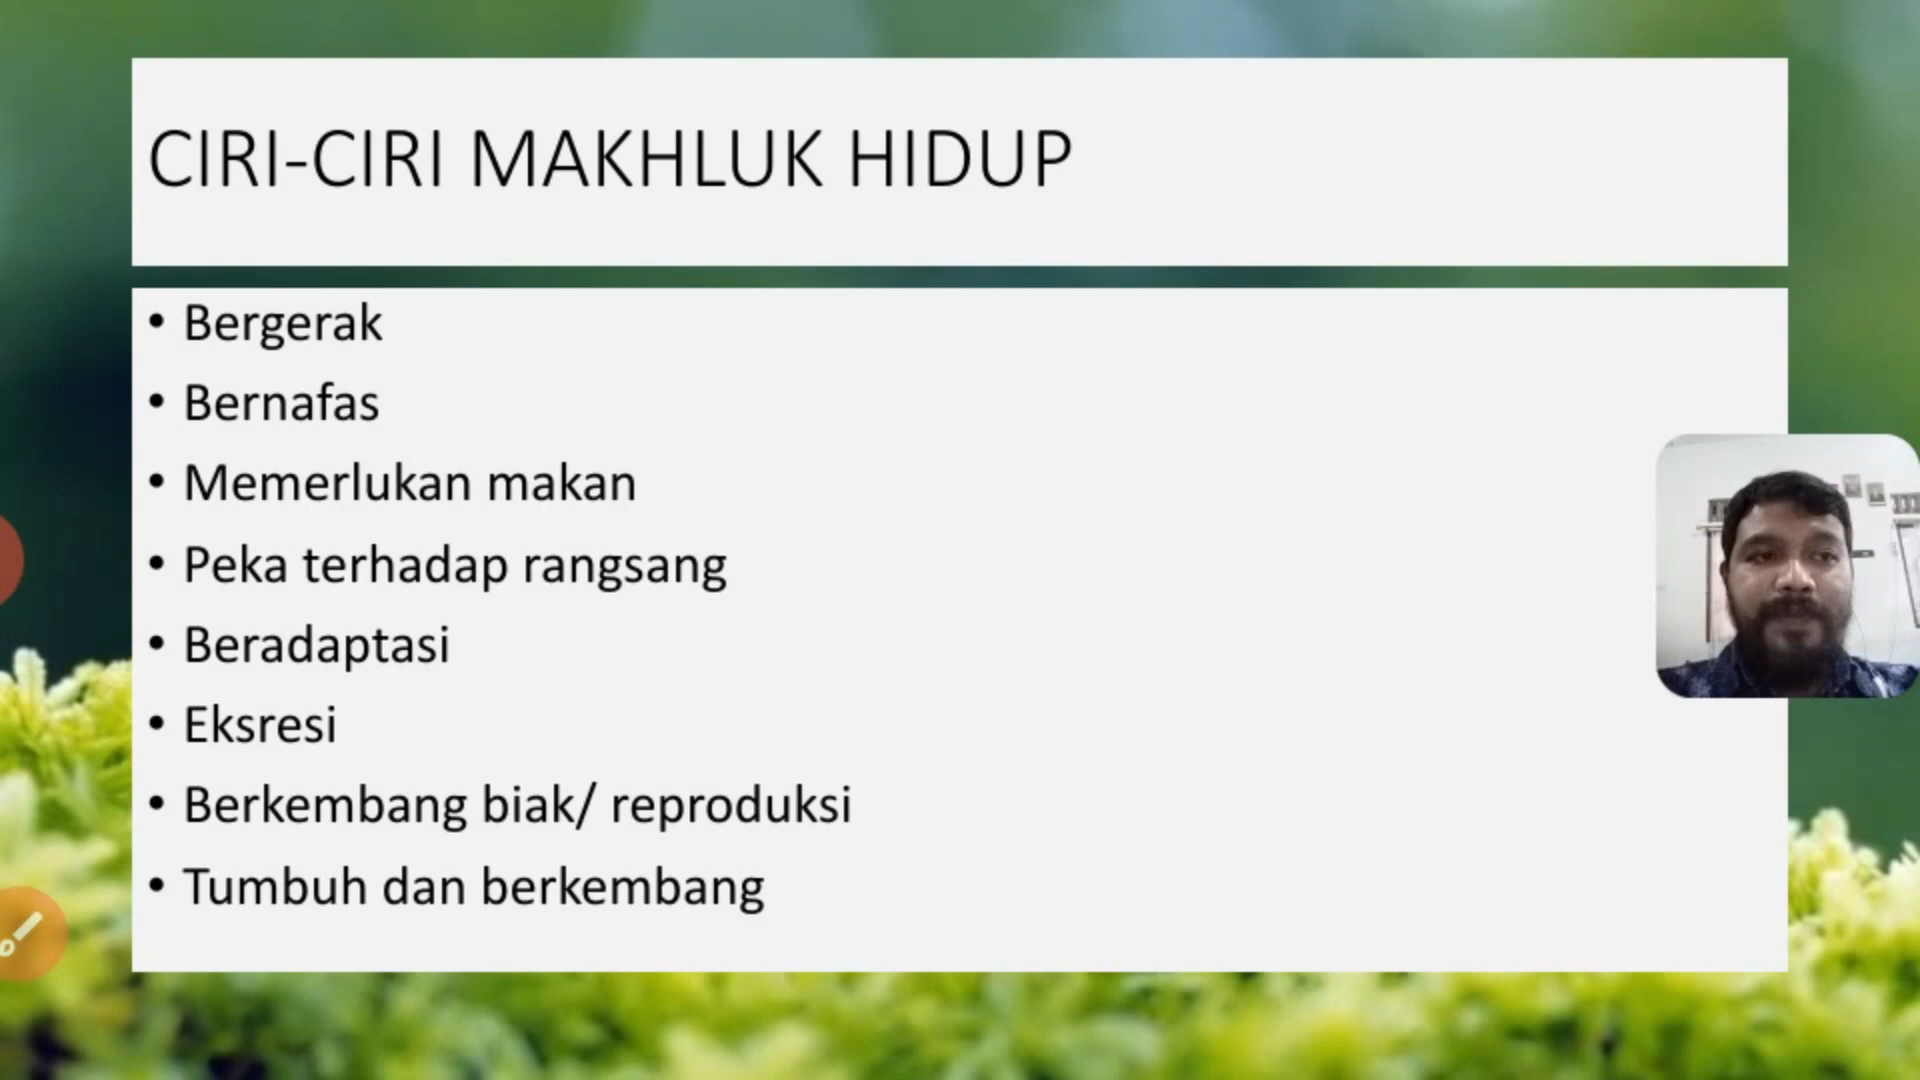 CIRI-CIRI MAKHLUK HIDUP
• Bergerak
• Bernafas
• Memerlukan makan
• Peka terhadap rangsang
• Beradaptasi
• Eksresi
• Berkembang biak/ reproduksi
• Tumbuh dan berkembang